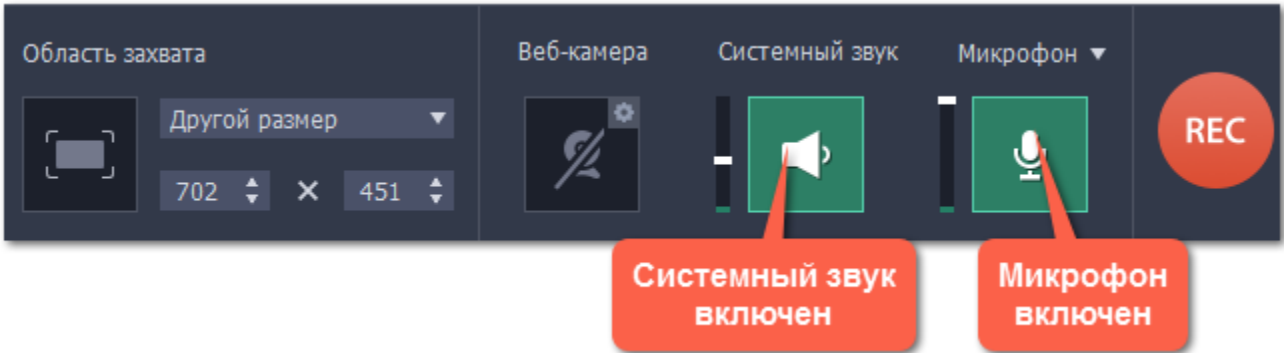 Область захвата
Веб-камера
Системный звук
Микрофон
Другой размер
702 × 451
REC
Системный звук
включен
Микрофон
включен